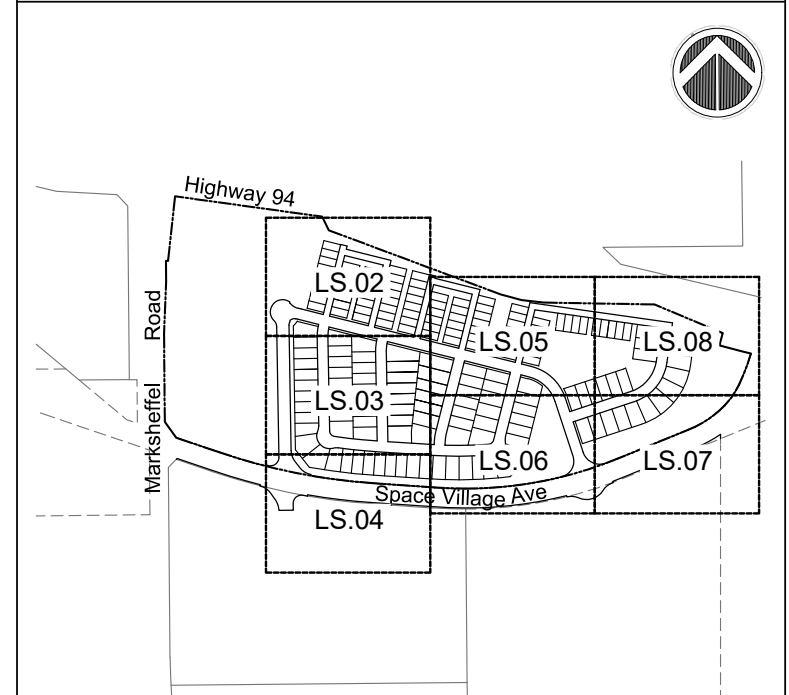 Highway 94
LS.02
LS.05
LS.08
Marksheffel Road
LS.03
LS.06
LS.07
Space Village Ave
LS.04